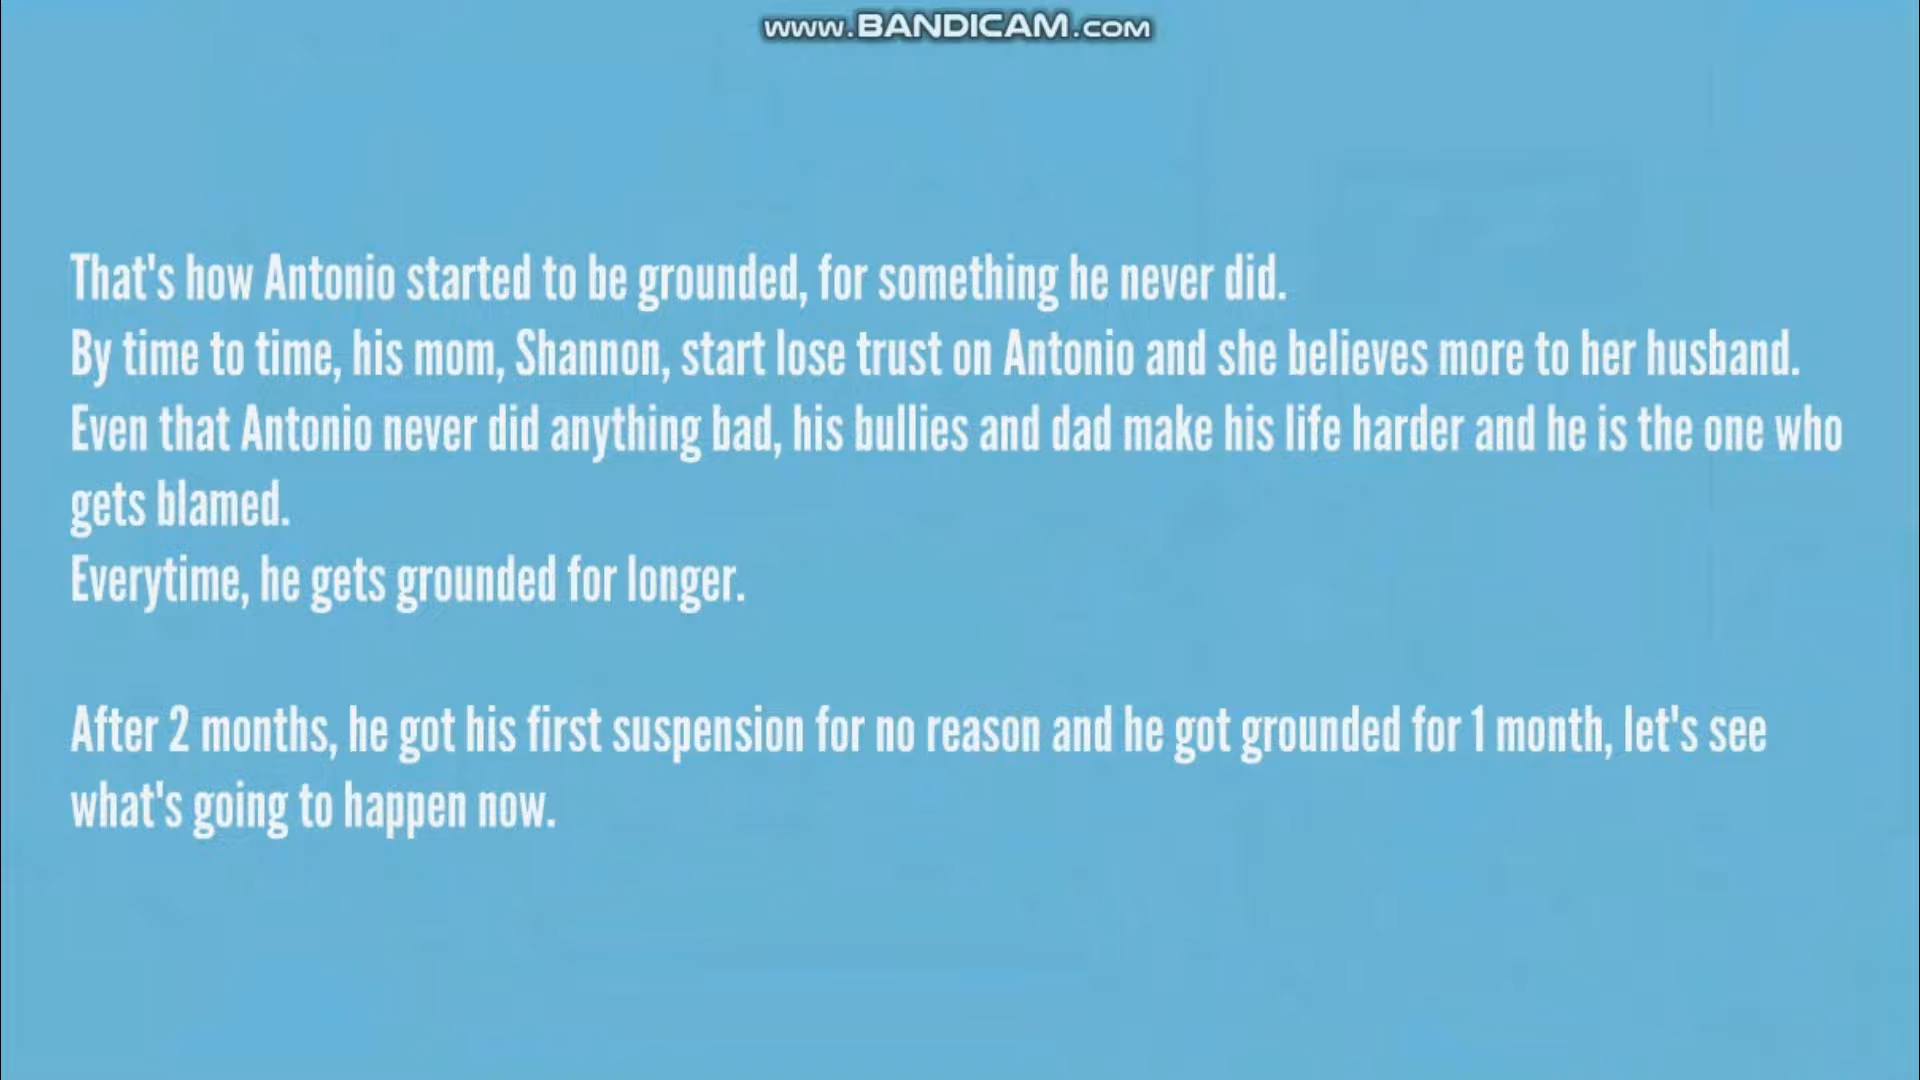 www.BANDICAM.com
That's how Antonio started to be grounded, for something he never did.
By time to time, his mom, Shannon, start lose trust on Antonio and she believes more to her husband.
Even that Antonio never did anything bad, his bullies and dad make his life harder and he is the one who
gets blamed.
Everytime, he gets grounded for longer.
After 2 months, he got his first suspension for no reason and he got grounded for 1 month, let's see
what's going to happen now.